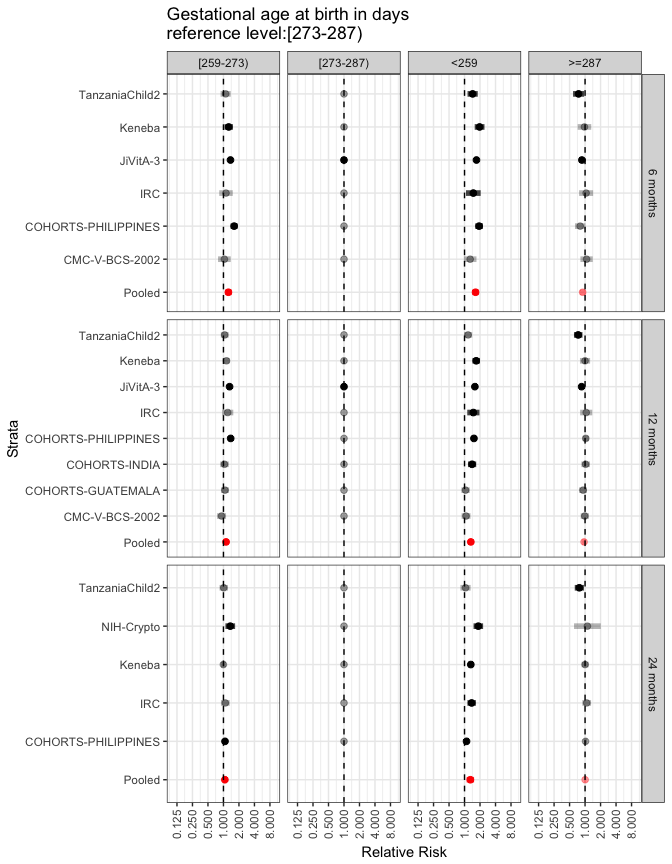 Gestational age at birth in days
reference level:[273-287)
[259-273)
[273-287)
<259
>=287
TanzaniaChild2
Keneba
JiVitA-3
IRC
COHORTS-PHILIPPINES
CMC-V-BCS-2002
Pooled
6 months
TanzaniaChild2
Keneba
JiVitA-3
IRC
COHORTS-PHILIPPINES
COHORTS-INDIA
COHORTS-GUATEMALA
CMC-V-BCS-2002
Pooled
12 months
TanzaniaChild2
NIH-Crypto
Keneba
IRC
COHORTS-PHILIPPINES
Pooled
24 months
Strata
0.125 0.250 0.500 1.000 2.000 4.000 8.000
0.125 0.250 0.500 1.000 2.000 4.000 8.000
0.125 0.250 0.500 1.000 2.000 4.000 8.000
0.125 0.250 0.500 1.000 2.000 4.000 8.000
Relative Risk